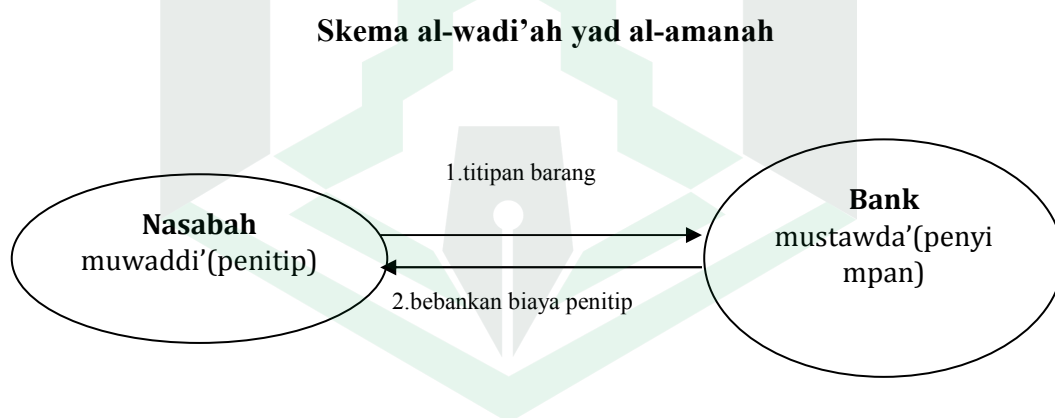 Skema al-wadi’ah yad al-amanah
1.titipan barang
Nasabah
muwaddi’(penitip)
Bank
mustawda’(penyi
mpan)
2.bebankan biaya penitip